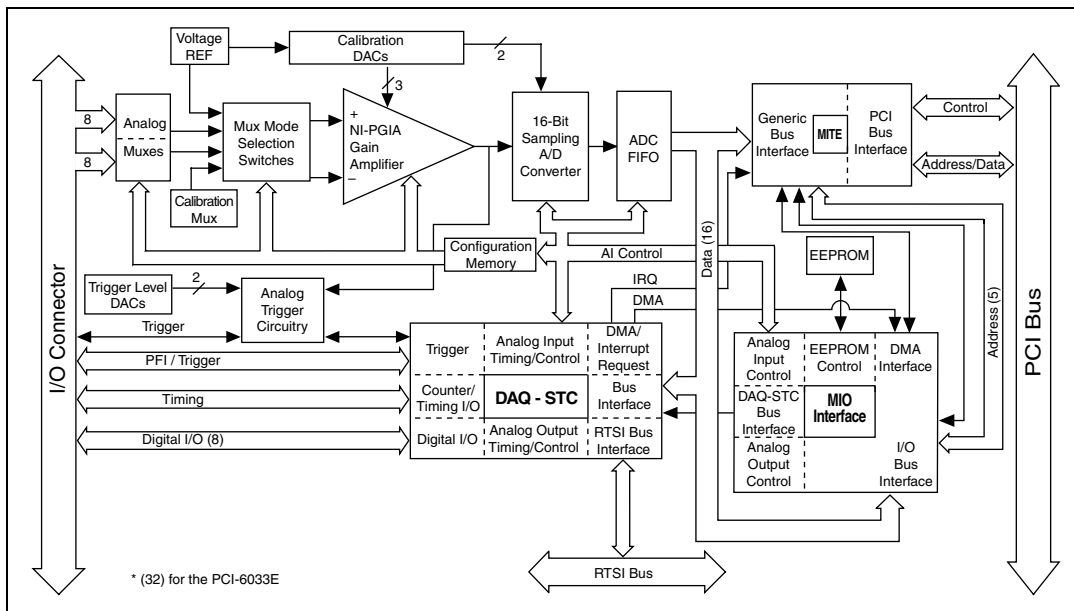 Voltage
REF
Calibration
DACs
2
3
8
8
Analog
Muxes
Mux Mode
Selection
Switches
+
NI-PGIA
Gain
Amplifier
–
16-Bit
Sampling
A/D
Converter
ADC
FIFO
Generic
Bus
Interface
MITE
PCI
Bus
Interface
Control
Address/Data
Calibration
Mux
Configuration
Memory
AI Control
Data (16)
EEPROM
Address (5)
IRQ
DMA
Trigger Level
DACs
2
Analog
Trigger
Circuitry
Trigger
PFI / Trigger
Timing
Digital I/O (8)
Trigger
Analog Input
Timing/Control
DMA/
Interrupt
Request
Counter/
Timing I/O
DAQ - STC
Bus
Interface
Digital I/O
Analog Output
Timing/Control
RTSI Bus
Interface
Analog
Input
Control
EEPROM
Control
DMA
Interface
DAQ-STC
Bus
Interface
MIO
Interface
Analog
Output
Control
I/O
Bus
Interface
I/O Connector
PCI Bus
RTSI Bus
* (32) for the PCI-6033E